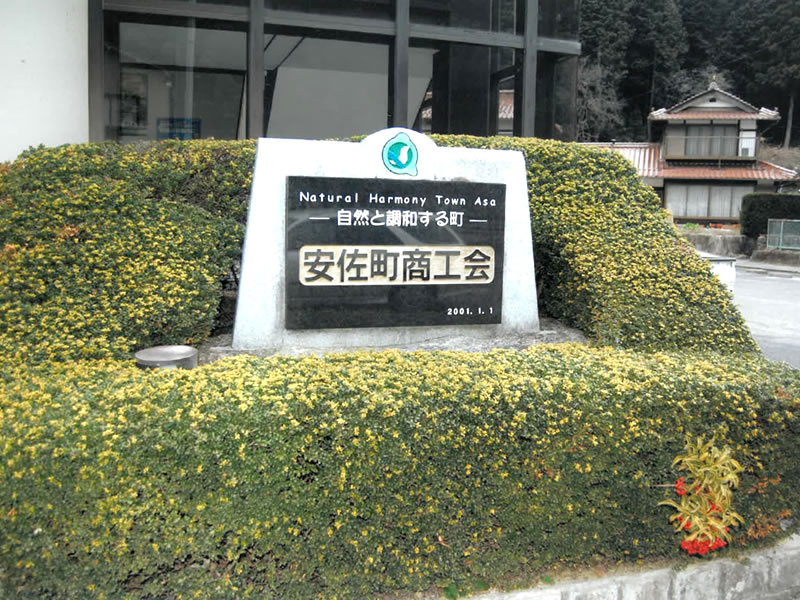 Natural Harmony Town Asa
― 自然と調和する町 ―
安佐町商工会
2001.1.1